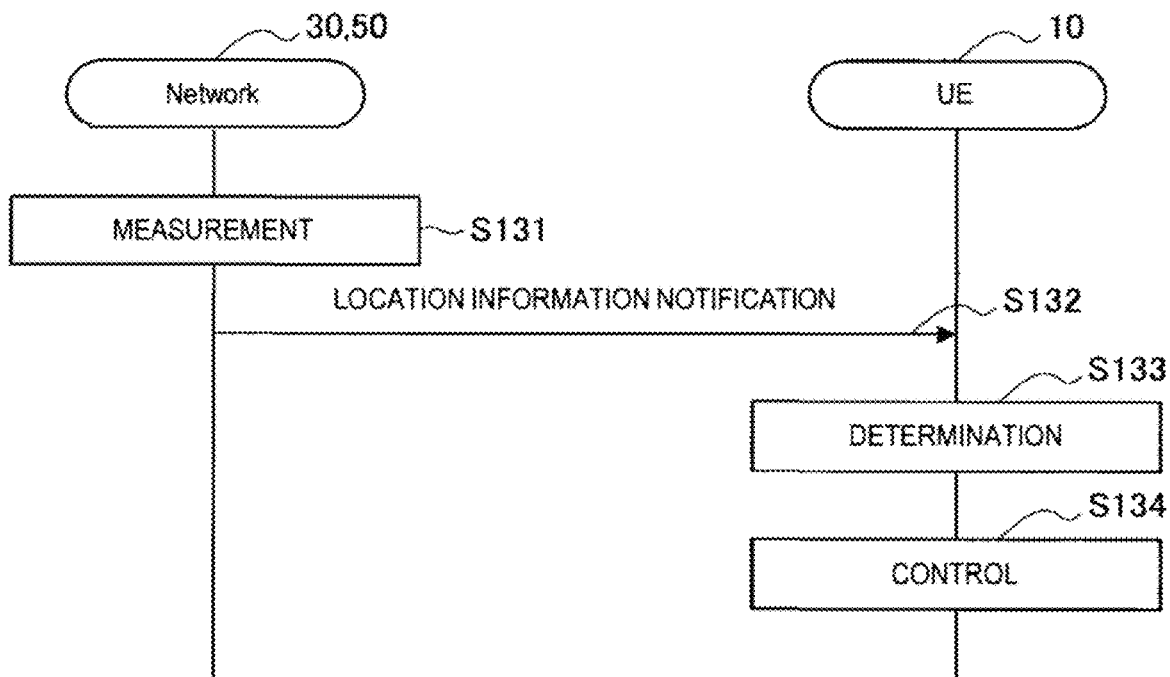 30,50
10
Network
UE
MEASUREMENT
S131
LOCATION INFORMATION NOTIFICATION
S132
S133
DETERMINATION
S134
CONTROL